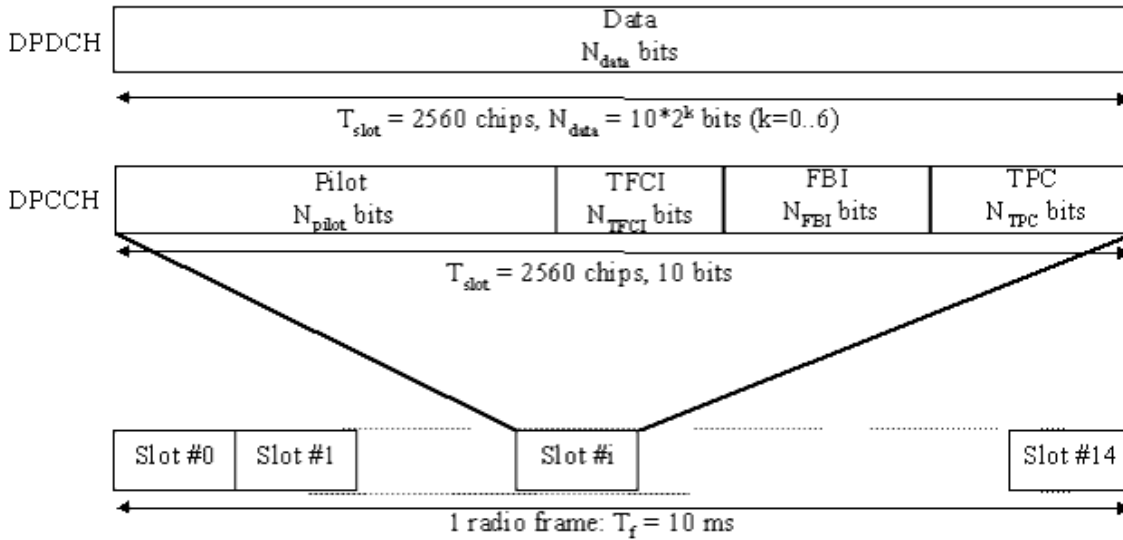 Data
DPDCH
N_data bits
T_slot = 2560 chips, N_data = 10*2^k bits (k=0..6)
Pilot TFCI FBI TPC
DPCCH
N_pilot bits N_TFCI bits N_FBI bits N_TPC bits
T_slot = 2560 chips, 10 bits
Slot #0 Slot #1 Slot #i Slot #14
1 radio frame: T_f = 10 ms